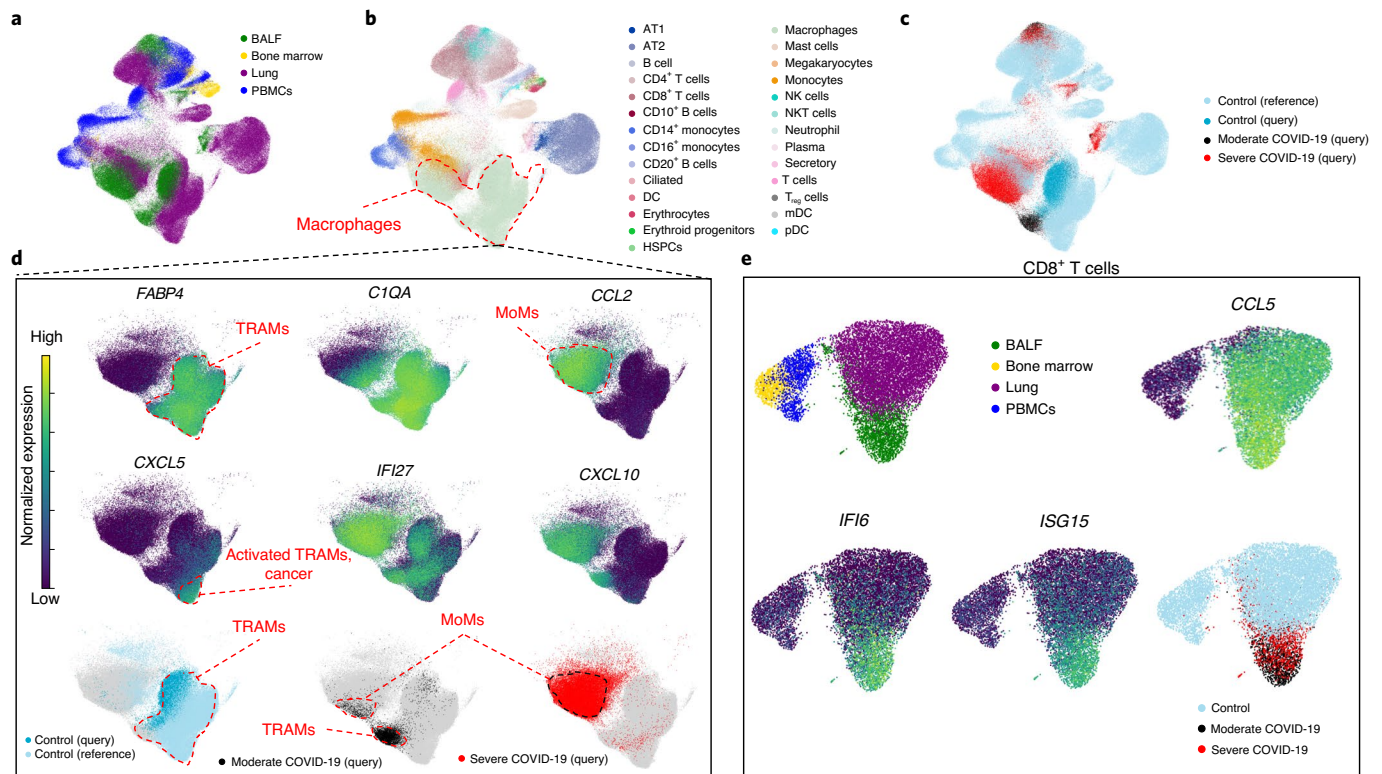 a
BALF
Bone marrow
Lung
PBMCs
b
Macrophages
AT1
AT2
B cell
CD4⁺ T cells
CD8⁺ T cells
CD10⁺ B cells
CD14⁺ monocytes
CD16⁺ monocytes
CD20⁺ B cells
Ciliated
DC
Erythrocytes
Erythroid progenitors
HSPCs
Macrophages
Mast cells
Megakaryocytes
Monocytes
NK cells
NKT cells
Neutrophil
Plasma
Secretory
T cells
Treg cells
mDC
pDC
c
Control (reference)
Control (query)
Moderate COVID-19 (query)
Severe COVID-19 (query)
d
High
Normalized expression
Low
FABP4
TRAMs
C1QA
CCL2
MoMs
CXCL5
Activated TRAMs,
cancer
IFI27
CXCL10
TRAMs
Control (query)
Control (reference)
MoMs
TRAMs
Moderate COVID-19 (query)
Severe COVID-19 (query)
e
CD8⁺ T cells
BALF
Bone marrow
Lung
PBMCs
CCL5
IFI6
ISG15
Control
Moderate COVID-19
Severe COVID-19